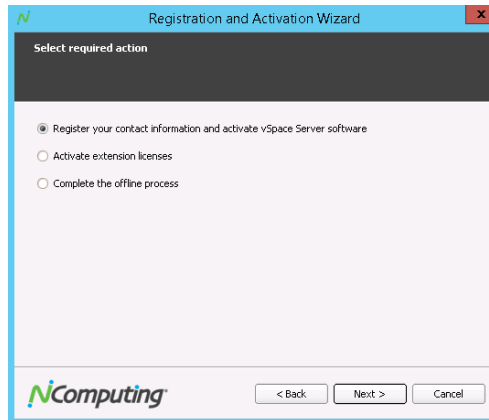 Registration and Activation Wizard
x
Select required action
Register your contact information and activate vSpace Server software
Activate extension licenses
Complete the offline process
NComputing
< Back Next > Cancel